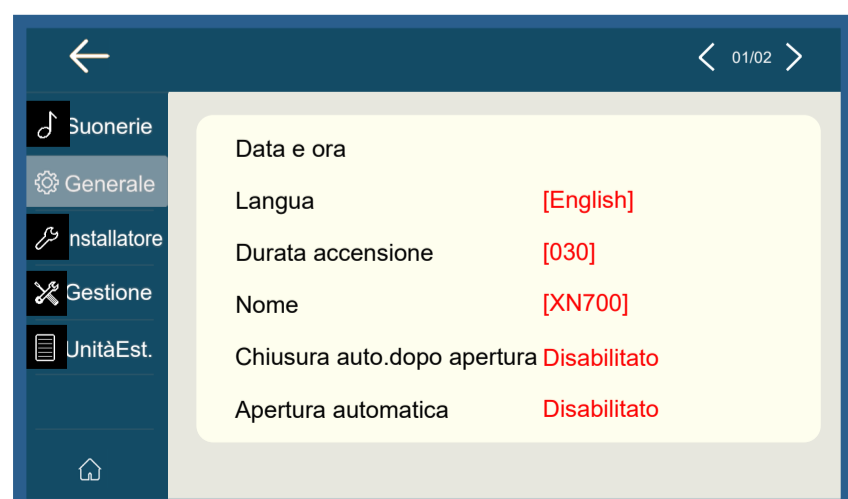 01/02
Suonerie
Generale
nstallatore
Gestione
UnitàEst.
Data e ora
Langua [English]
Durata accensione [030]
Nome [XN700]
Chiusura auto.dopo apertura Disabilitato
Apertura automatica Disabilitato